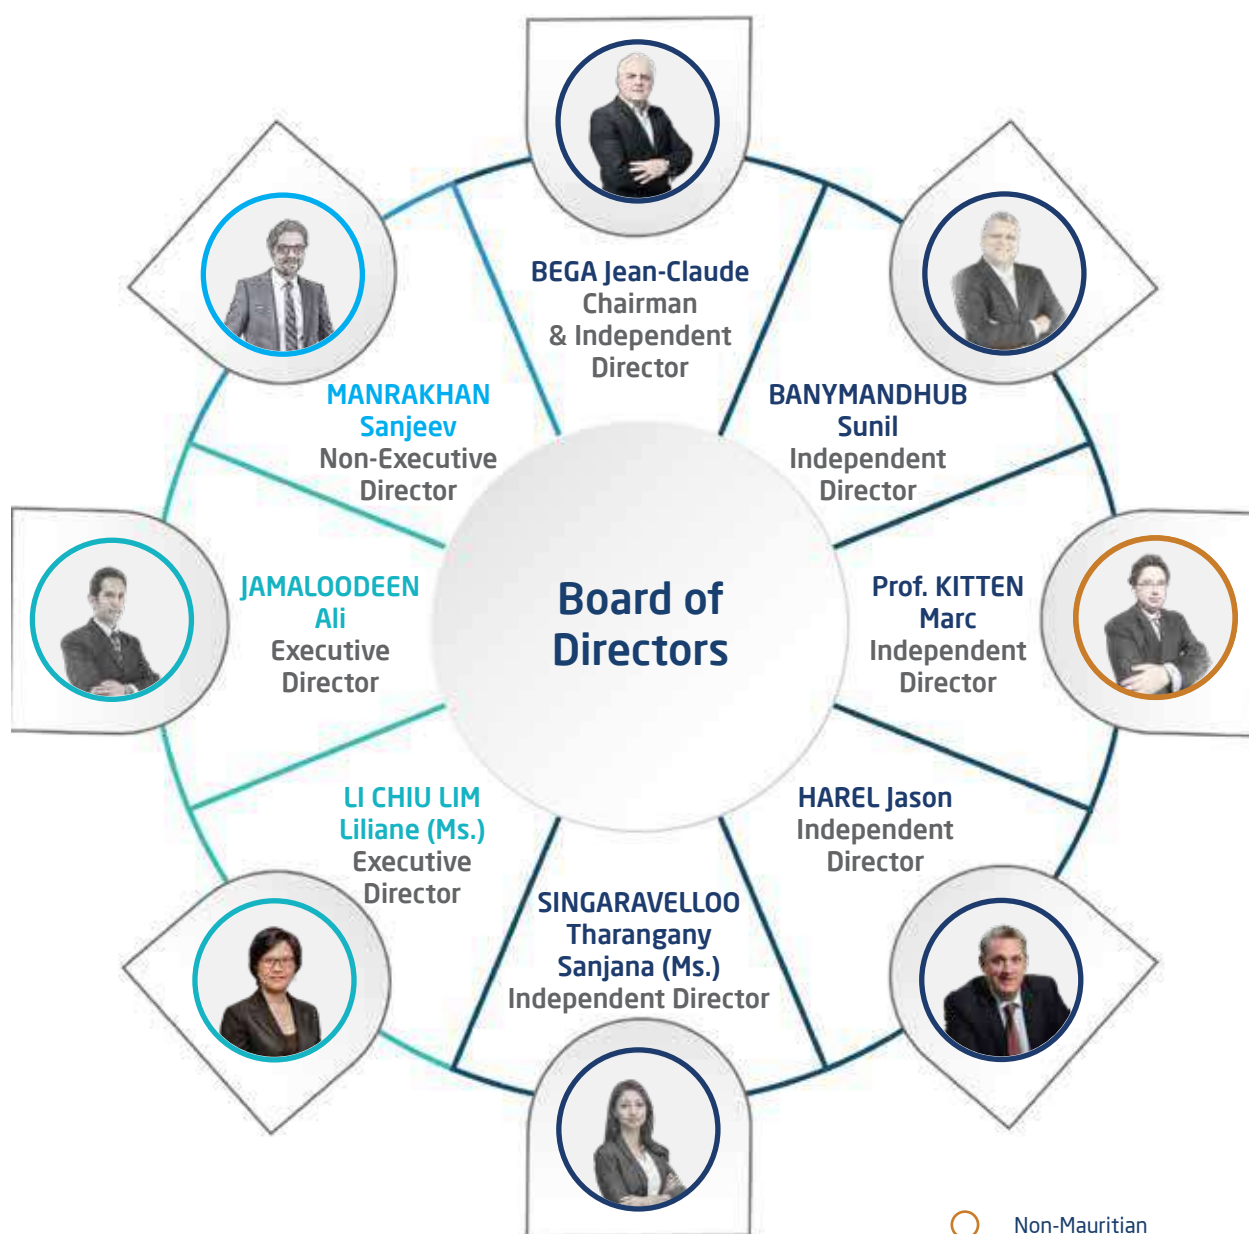 BEGA Jean-Claude
Chairman
& Independent
Director
BANYMANDHUB
Sunil
Independent
Director
Prof. KITTEN
Marc
Independent
Director
HAREL Jason
Independent
Director
SINGARAVELLOO
Tharangany
Sanjana (Ms.)
Independent Director
LI CHIU LIM
Liliane (Ms.)
Executive
Director
JAMALOODEEN
Ali
Executive
Director
MANRAKHAN
Sanjeev
Non-Executive
Director
Board of
Directors
Non-Mauritian